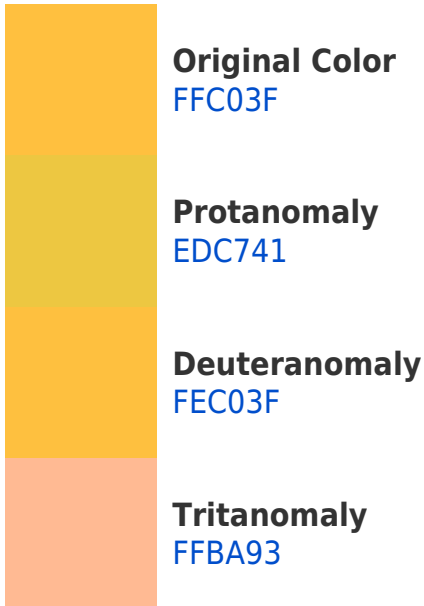 Original Color
FFC03F
Protanomaly
EDC741
Deuteranomaly
FEC03F
Tritanomaly
FFBA93